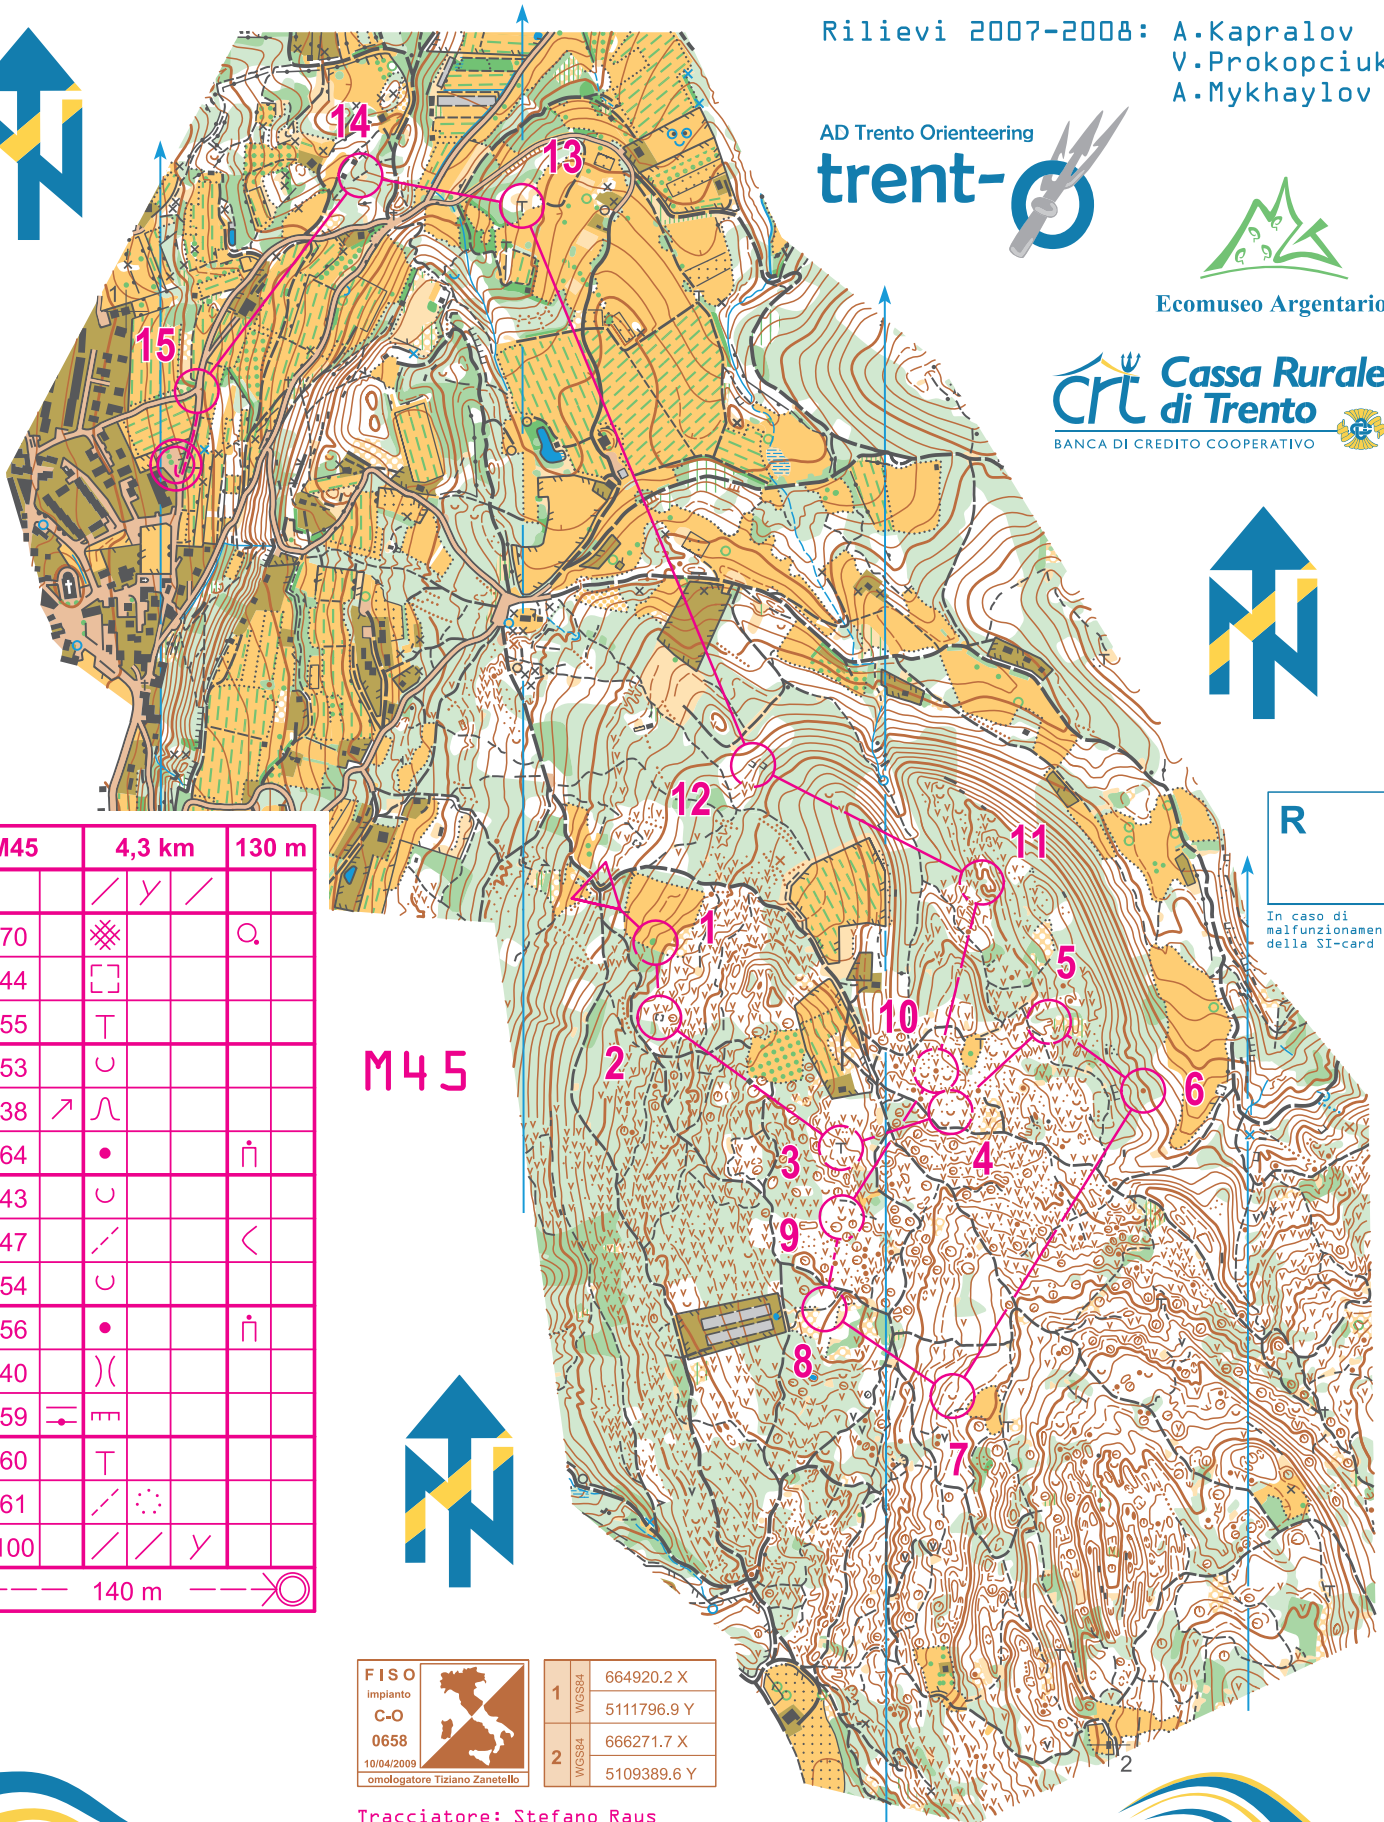 Rilievi 2007-2008: A.Kapralov
V.Prokopciuk
A.Mykhaylov
AD Trento Orienteering
trent-O
Ecomuseo Argentario
crt Cassa Rurale
di Trento
BANCA DI CREDITO COOPERATIVO
14
13
15
12
11
R
In caso di
della SI-card
1
5
10
2
6
3
4
9
8
7
M45
M45 4,3 km 130 m
70
44
55
53
38
64
43
47
54
56
40
59
60
61
100
140 m
FISO
impianto
C-O
0658
10/04/2009
omologatore Tiziano Zanetello
1 WGS84 664920.2 X
5111796.9 Y
2 WGS84 666271.7 X
5109389.6 Y
2
Tracciatore: Stefano Raus